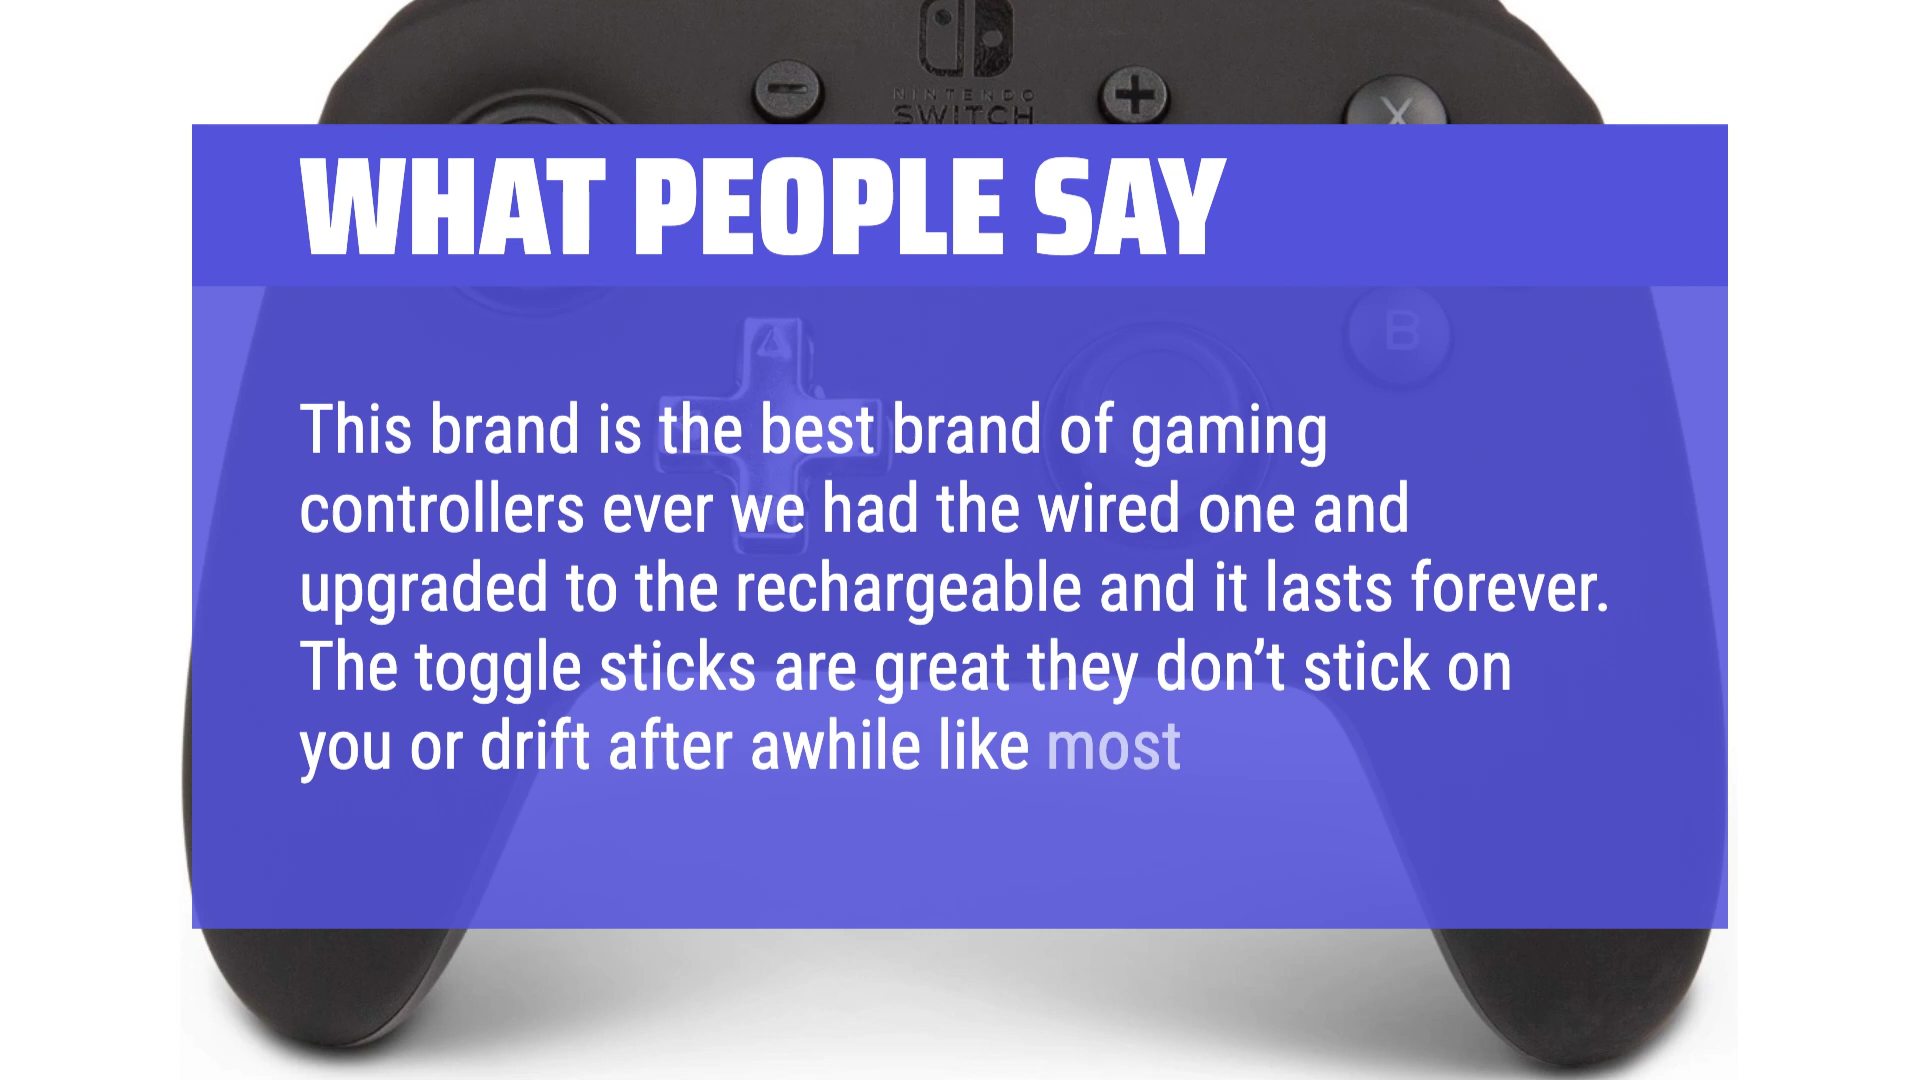 NINTENDO
SWITCH
X
WHAT PEOPLE SAY
B
This brand is the best brand of gaming
controllers ever we had the wired one and
upgraded to the rechargeable and it lasts forever.
The toggle sticks are great they don’t stick on
you or drift after awhile like most